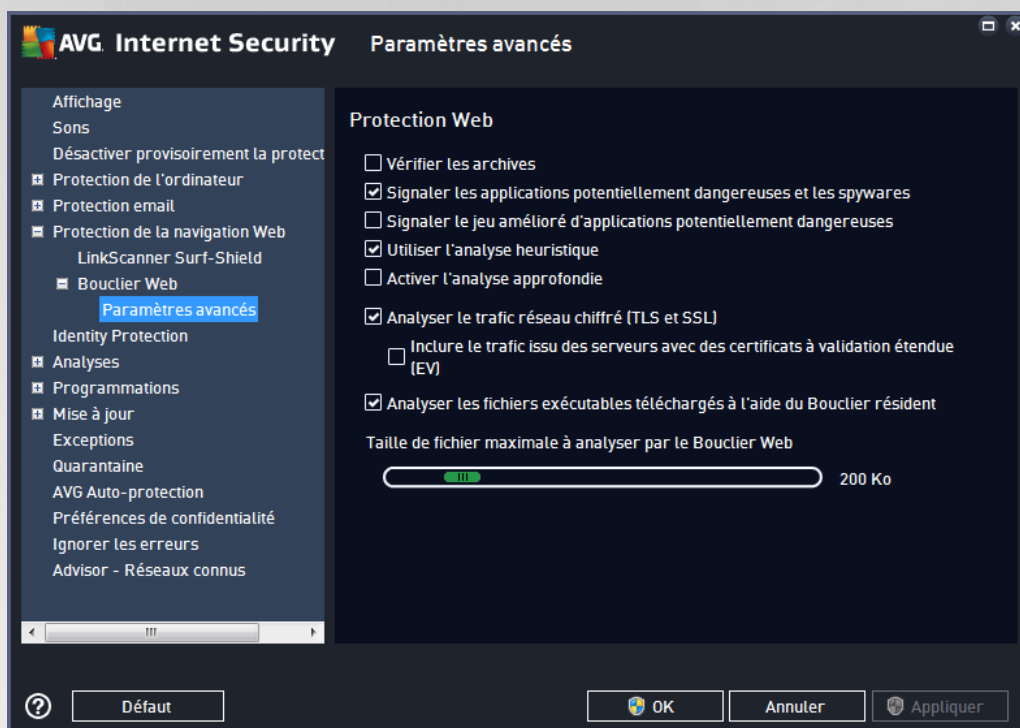 AVG. Internet Security
Paramètres avancés
Affichage
Sons
Désactiver provisoirement la protect
Protection de l'ordinateur
Protection email
Protection de la navigation Web
LinkScanner Surf-Shield
Bouclier Web
Paramètres avancés
Identity Protection
Analyses
Programmations
Mise à jour
Exceptions
Quarantaine
AVG Auto-protection
Préférences de confidentialité
Ignorer les erreurs
Advisor - Réseaux connus
Protection Web
Vérifier les archives
Signaler les applications potentiellement dangereuses et les spywares
Signaler le jeu amélioré d'applications potentiellement dangereuses
Utiliser l'analyse heuristique
Activer l'analyse approfondie
Analyser le trafic réseau chiffré (TLS et SSL)
Inclure le trafic issu des serveurs avec des certificats à validation étendue
(EV)
Analyser les fichiers exécutables téléchargés à l'aide du Bouclier résident
Taille de fichier maximale à analyser par le Bouclier Web
200 Ko
Défaut
OK
Annuler
Appliquer